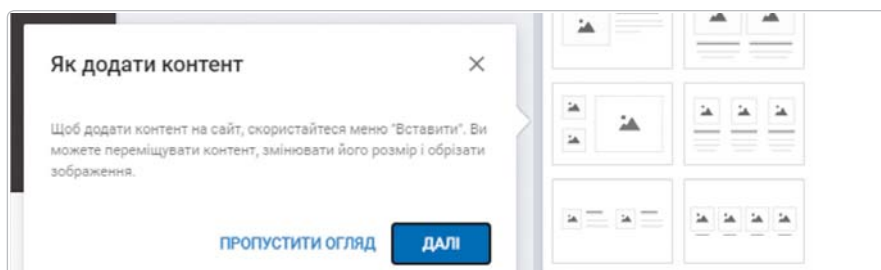 Як додати контент
Щоб додати контент на сайт, скористайтеся меню "Вставити". Ви
можете переміщувати контент, змінювати його розмір і обрізати
зображення.
ПРОПУСТИТИ ОГЛЯД ДАЛІ